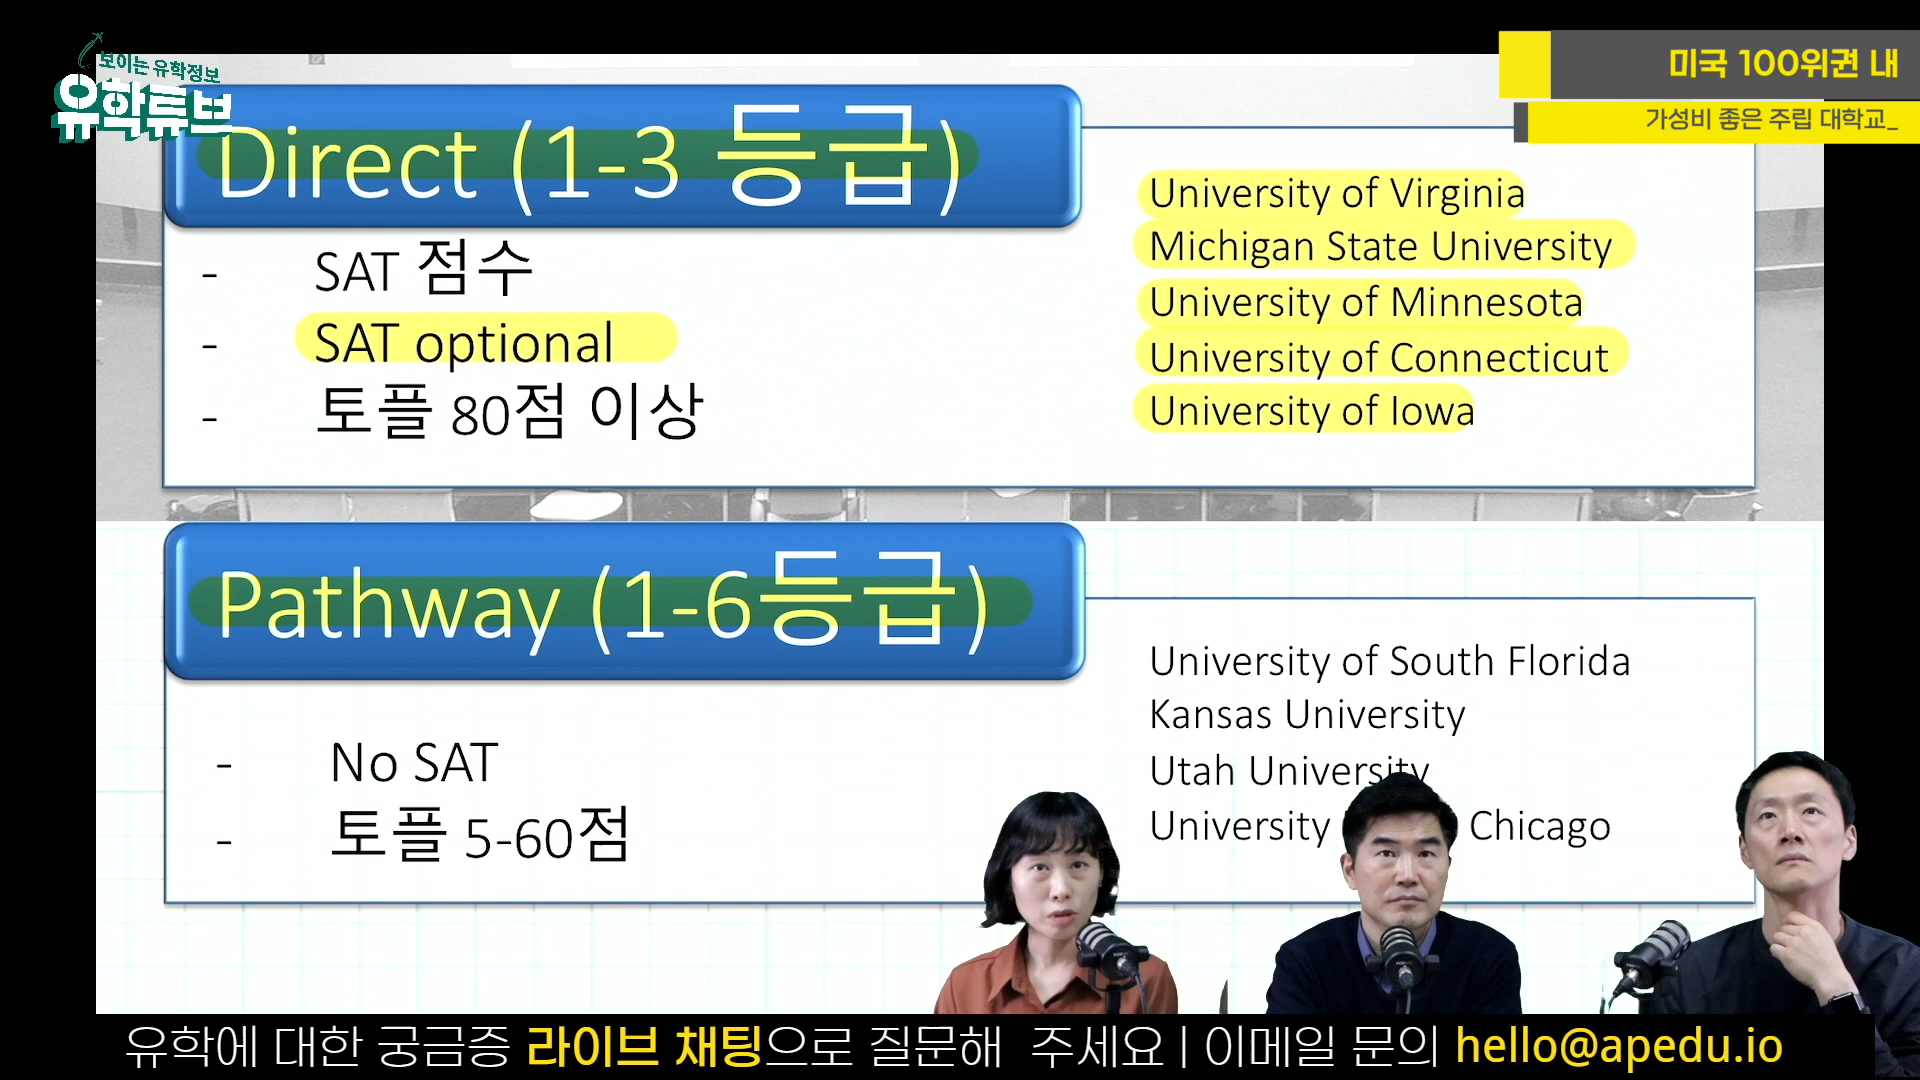 보이는 유학정보
유학튜브
미국 100위권 내
가성비 좋은 주립 대학교_
Direct (1-3 등급)
- SAT 점수
- SAT optional
- 토플 80점 이상
University of Virginia
Michigan State University
University of Minnesota
University of Connecticut
University of Iowa
Pathway (1-6등급)
- No SAT
- 토플 5-60점
University of South Florida
Kansas University
Utah University
University Chicago
유학에 대한 궁금증 라이브 채팅으로 질문해 주세요 | 이메일 문의 hello@apedu.io